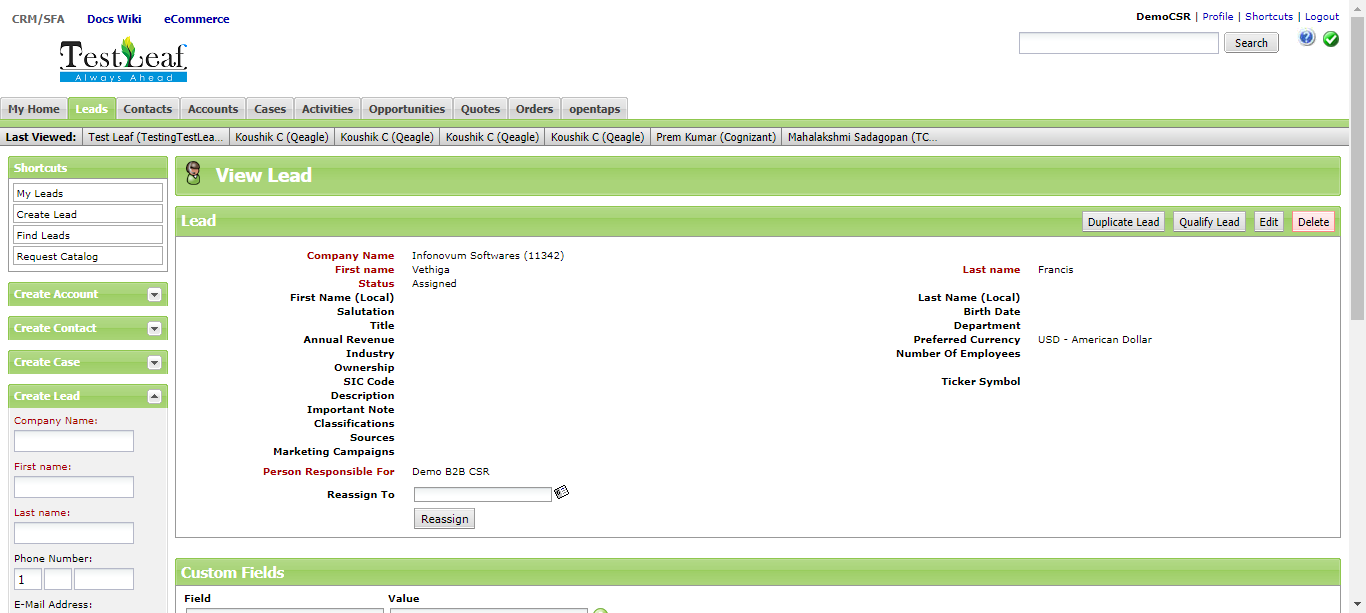 CRM/SFA Docs Wiki eCommerce
DemoCSR | Profile | Shortcuts | Logout
TestLeaf
Always Ahead
Search
My Home Leads Contacts Accounts Cases Activities Opportunities Quotes Orders opentaps
Last Viewed: Test Leaf (TestingTestLea... Koushik C (Qeagle) Koushik C (Qeagle) Koushik C (Qeagle) Koushik C (Qeagle) Prem Kumar (Cognizant) Mahalakshmi Sadagopan (TC...
Shortcuts
My Leads
Create Lead
Find Leads
Request Catalog
Create Account
Create Contact
Create Case
Create Lead
Company Name:
First name:
Last name:
Phone Number:
1
E-Mail Address:
View Lead
Lead
Duplicate Lead Qualify Lead Edit Delete
Company Name Infonovum Softwares (11342)
First name Vethiga Last name Francis
Status Assigned
First Name (Local) Last Name (Local)
Salutation Birth Date
Title Department
Annual Revenue Preferred Currency USD - American Dollar
Industry Number Of Employees
Ownership
SIC Code Ticker Symbol
Description
Important Note
Classifications
Sources
Marketing Campaigns
Person Responsible For Demo B2B CSR
Reassign To
Reassign
Custom Fields
Field Value